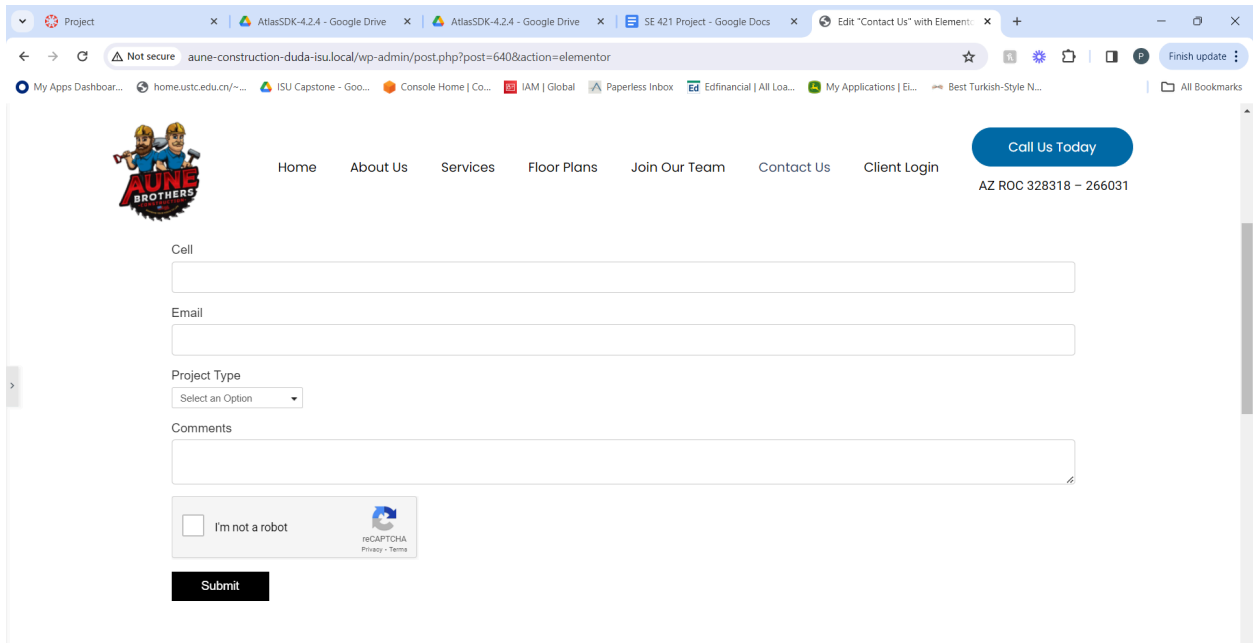 Project
AtlasSDK-4.2.4 - Google Drive
AtlasSDK-4.2.4 - Google Drive
SE 421 Project - Google Docs
Edit "Contact Us" with Elemento
Not secure
aune-construction-duda-isu.local/wp-admin/post.php?post=640&action=elementor
P
Finish update
My Apps Dashboar...
home.ustc.edu.cn/~...
ISU Capstone - Goo...
Console Home | Co...
IAM | Global
Paperless Inbox
Ed
Edfinancial | All Loa...
My Applications | Ei...
Best Turkish-Style N...
All Bookmarks
AUNE
BROTHERS
CONSTRUCTION
Home
About Us
Services
Floor Plans
Join Our Team
Contact Us
Client Login
Call Us Today
AZ ROC 328318 – 266031
Cell
Email
Project Type
Select an Option
Comments
I'm not a robot
reCAPTCHA
Privacy - Terms
Submit